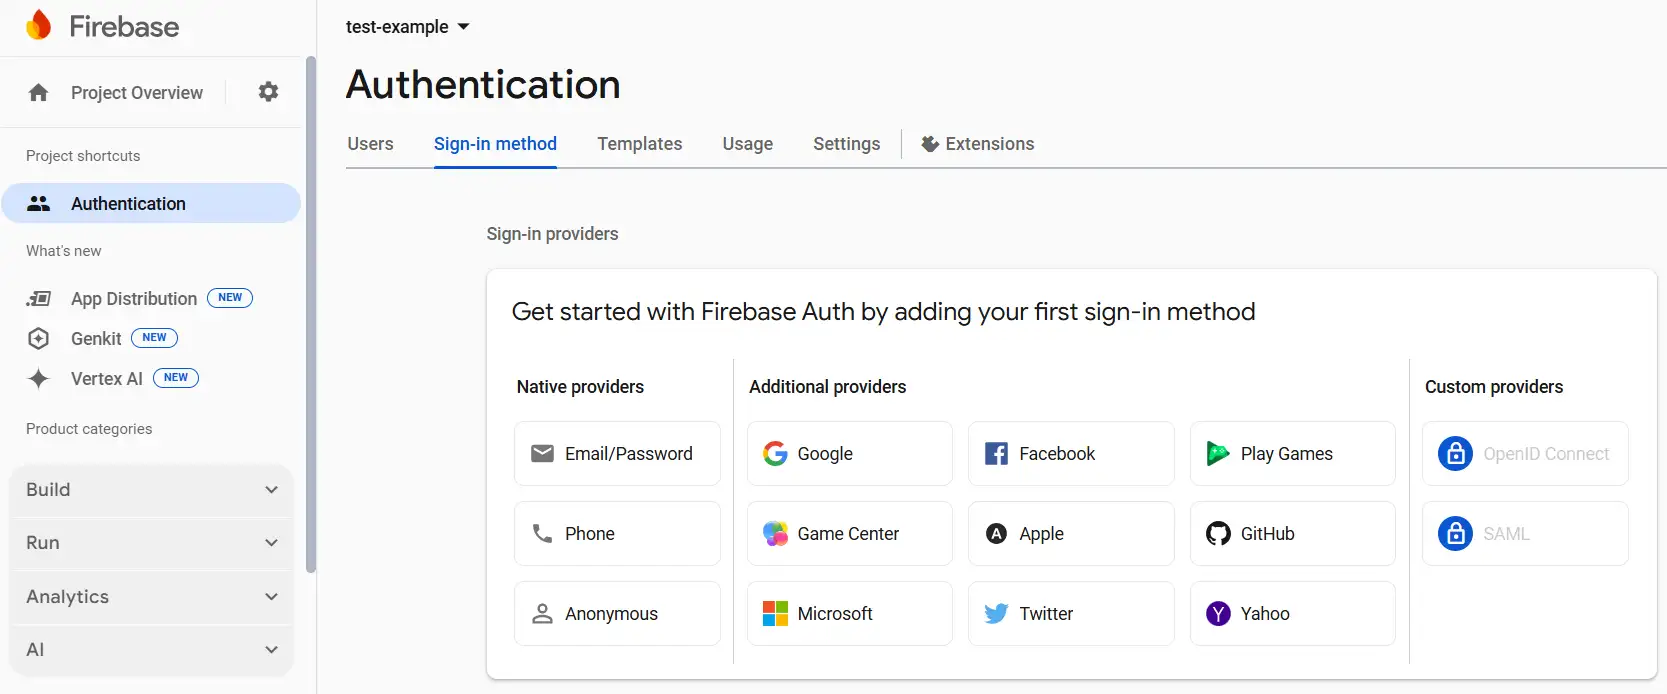 Firebase
Project Overview
Project shortcuts
Authentication
What's new
App Distribution NEW
Genkit NEW
Vertex AI NEW
Product categories
Build
Run
Analytics
AI
test-example
Authentication
Users Sign-in method Templates Usage Settings Extensions
Sign-in providers
Get started with Firebase Auth by adding your first sign-in method
Native providers
Email/Password
Phone
Anonymous
Additional providers
Google Facebook Play Games
Game Center Apple GitHub
Microsoft Twitter Yahoo
Custom providers
OpenID Connect
SAML